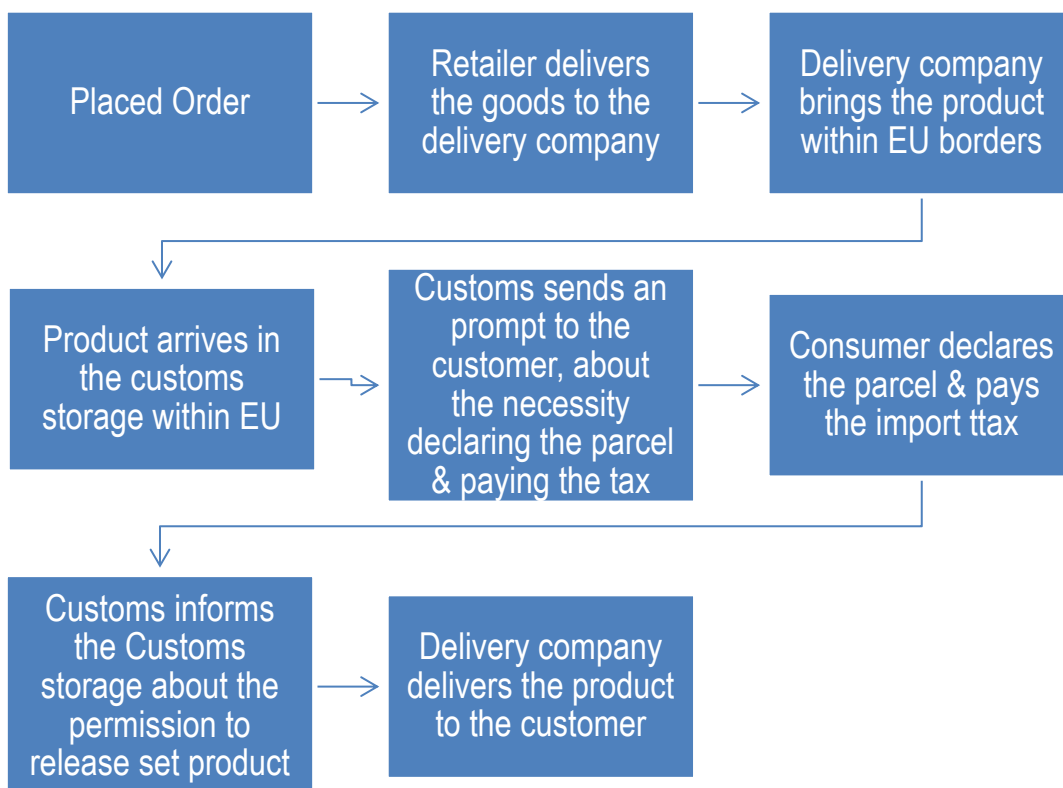 Placed Order
Retailer delivers
the goods to the
delivery company
Delivery company
brings the product
within EU borders
Product arrives in
the customs
storage within EU
Customs sends an
prompt to the
customer, about
the necessity
declaring the parcel
& paying the tax
Consumer declares
the parcel & pays
the import ttax
Customs informs
the Customs
storage about the
permission to
release set product
Delivery company
delivers the product
to the customer